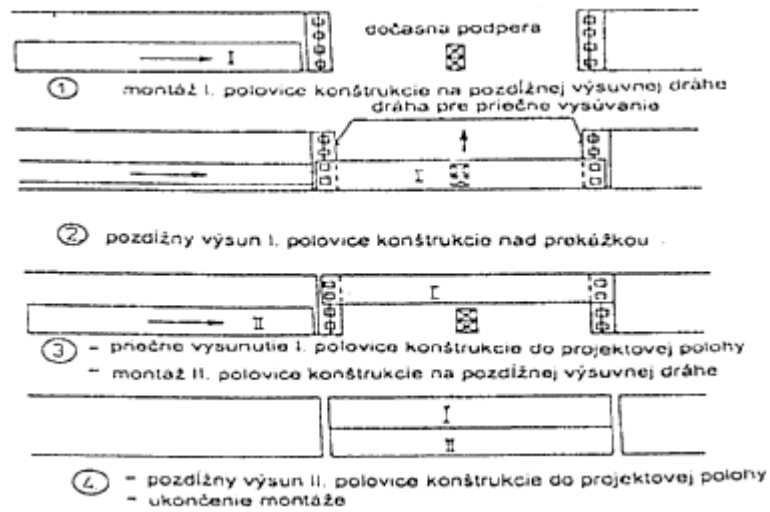 dočasna podpera
I
① montáž I. polovice konštrukcie na pozdĺžnej výsuvnej dráhe
dráha pre priečne vysúvanie
I
② pozdĺžny výsun I. polovice konštrukcie nad prekážkou
I
II
③ - priečne vysunutie I. polovice konštrukcie do projektovej polohy
- montáž II. polovice konštrukcie na pozdĺžnej výsuvnej dráhe
I
II
④ - pozdĺžny výsun II. polovice konštrukcie do projektovej polohy
- ukončenie montáže